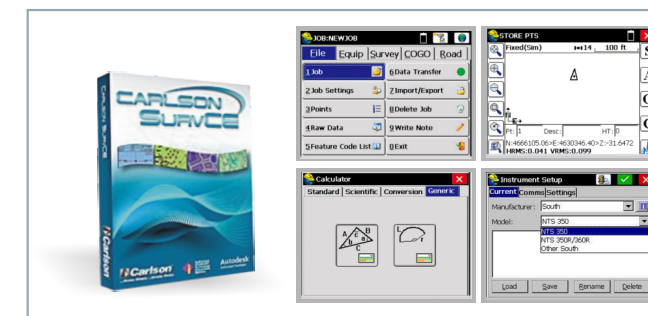 CARLSON
SURVCE
Carlson
Autodesk
JOB:NEWJOB
File Equip Survey COGO Road
1 Job 6 Data Transfer
2 Job Settings 7 Import/Export
3 Points 8 Delete Job
4 Raw Data 9 Write Note
5 Feature Code List 0 Exit
STORE PTS
Fixed(Sim) 14 100 ft
N
E
Pt: 1 Desc: HT: 0
N:4666105.06>E:4630346.40>Z:-31.6472
HRMS:0.041 VRMS:0.099
Calculator
Standard Scientific Conversion Generic
A c B
b a
C
L
r
Instrument Setup
Current Comms Settings
Manufacturer: South
Model: NTS 350
NTS 350
NTS 350R/360R
Other South
Load Save Rename Delete